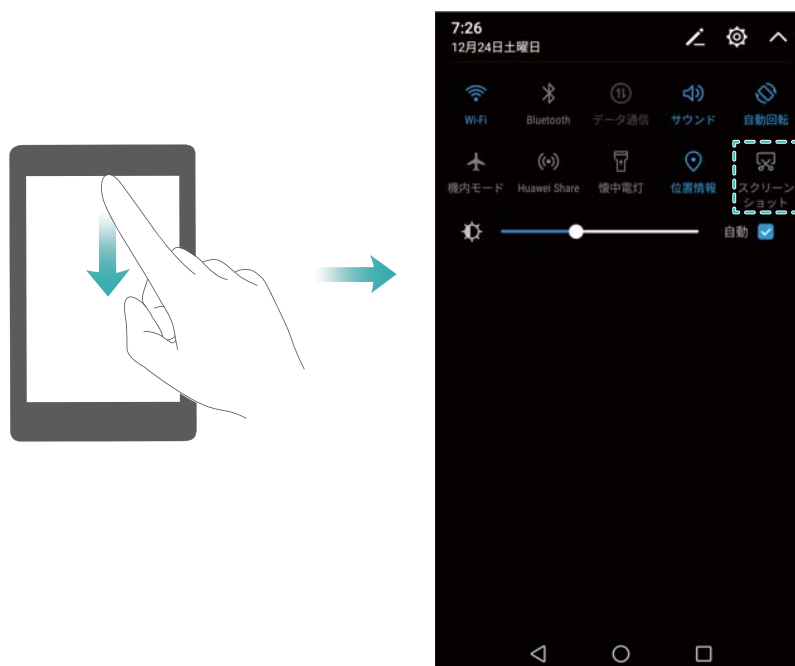 7:26
12月24日土曜日
Wi-Fi
Bluetooth
データ通信
サウンド
自動回転
機内モード
Huawei Share
懐中電灯
位置情報
スクリーン
ショット
自動